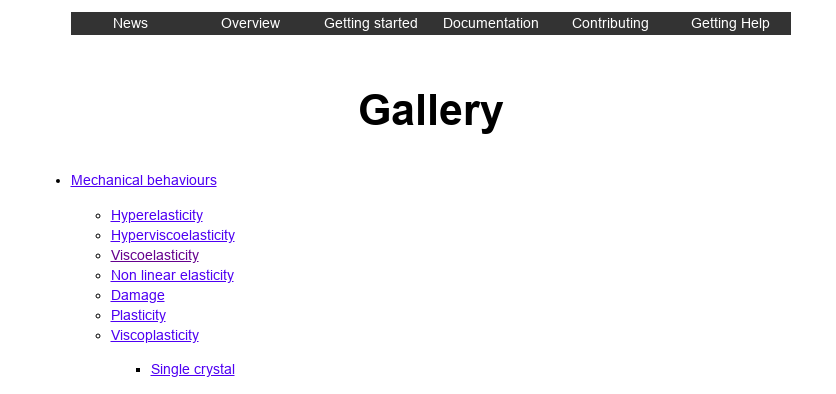 News Overview Getting started Documentation Contributing Getting Help
Gallery
Mechanical behaviours
Hyperelasticity
Hyperviscoelasticity
Viscoelasticity
Non linear elasticity
Damage
Plasticity
Viscoplasticity
Single crystal